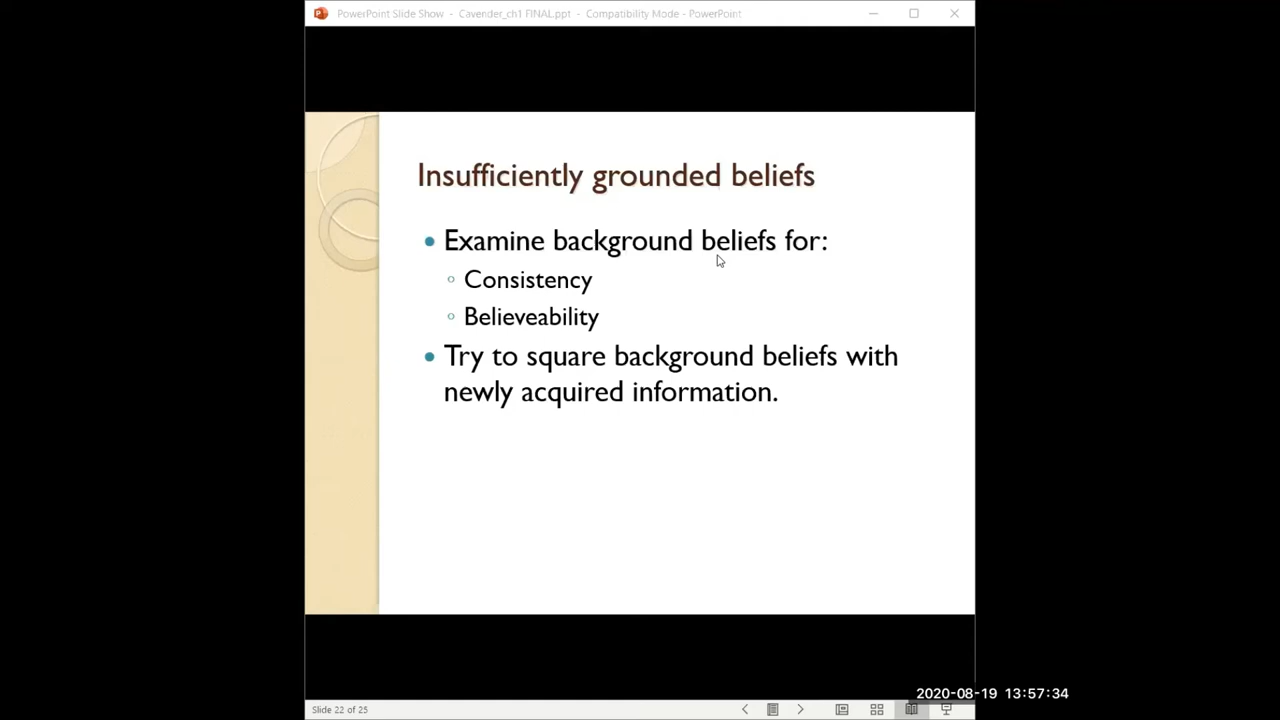 PowerPoint Slide Show - Cavender_ch1 FINAL.ppt - Compatibility Mode - PowerPoint
Insufficiently grounded beliefs
Examine background beliefs for:
Consistency
Believeability
Try to square background beliefs with
newly acquired information.
2020-08-19 13:57:34
Slide 22 of 25